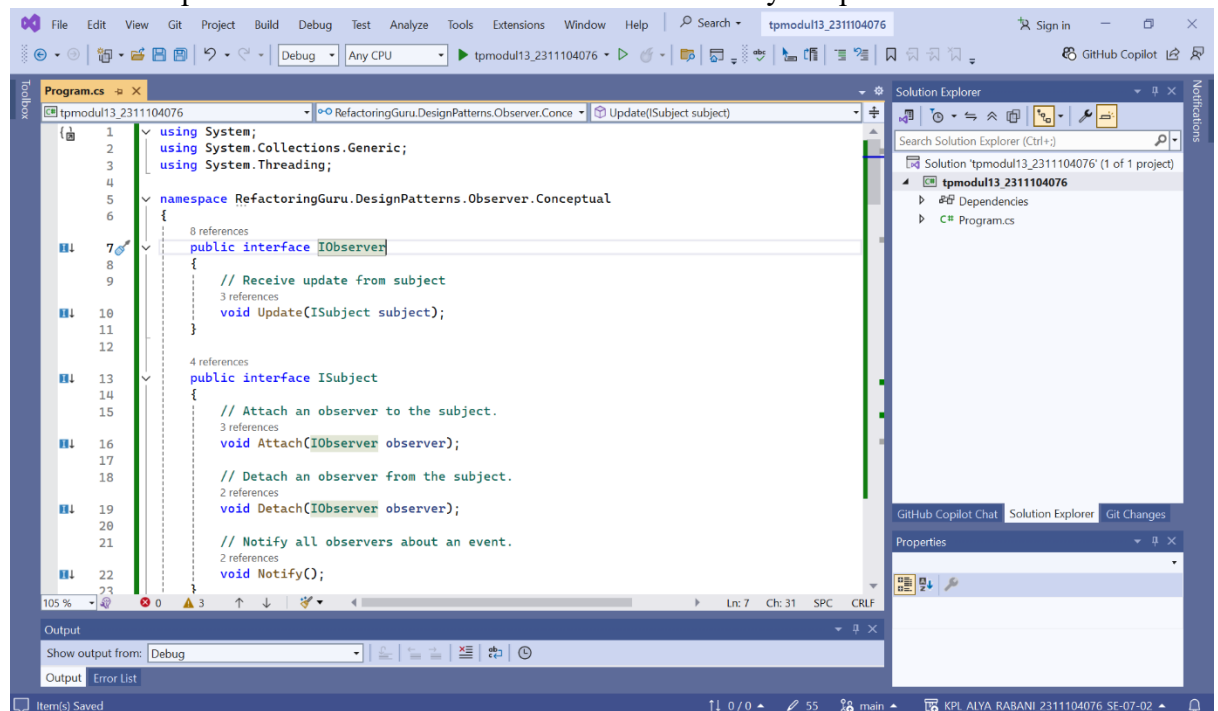 File Edit View Git Project Build Debug Test Analyze Tools Extensions Window Help Search tpmodul13_2311104076 Sign in
Debug Any CPU tpmodul13_2311104076 GitHub Copilot
Toolbox
Program.cs
tpmodul13_2311104076 RefactoringGuru.DesignPatterns.Observer.Conce Update(ISubject subject)
1 using System;
2 using System.Collections.Generic;
3 using System.Threading;
4
5 namespace RefactoringGuru.DesignPatterns.Observer.Conceptual
6 {
8 references
7 public interface IObserver
8 {
9 // Receive update from subject
3 references
10 void Update(ISubject subject);
11 }
12
4 references
13 public interface ISubject
14 {
15 // Attach an observer to the subject.
3 references
16 void Attach(IObserver observer);
17
18 // Detach an observer from the subject.
2 references
19 void Detach(IObserver observer);
20
21 // Notify all observers about an event.
2 references
22 void Notify();
23 }
105 % 0 3 Ln: 7 Ch: 31 SPC CRLF
Output
Show output from: Debug
Output Error List
Solution Explorer
Search Solution Explorer (Ctrl+;)
Solution 'tpmodul13_2311104076' (1 of 1 project)
tpmodul13_2311104076
Dependencies
C# Program.cs
GitHub Copilot Chat Solution Explorer Git Changes
Properties
Notifications
Item(s) Saved 0 / 0 55 main KPL ALYA RABANI 2311104076 SE-07-02